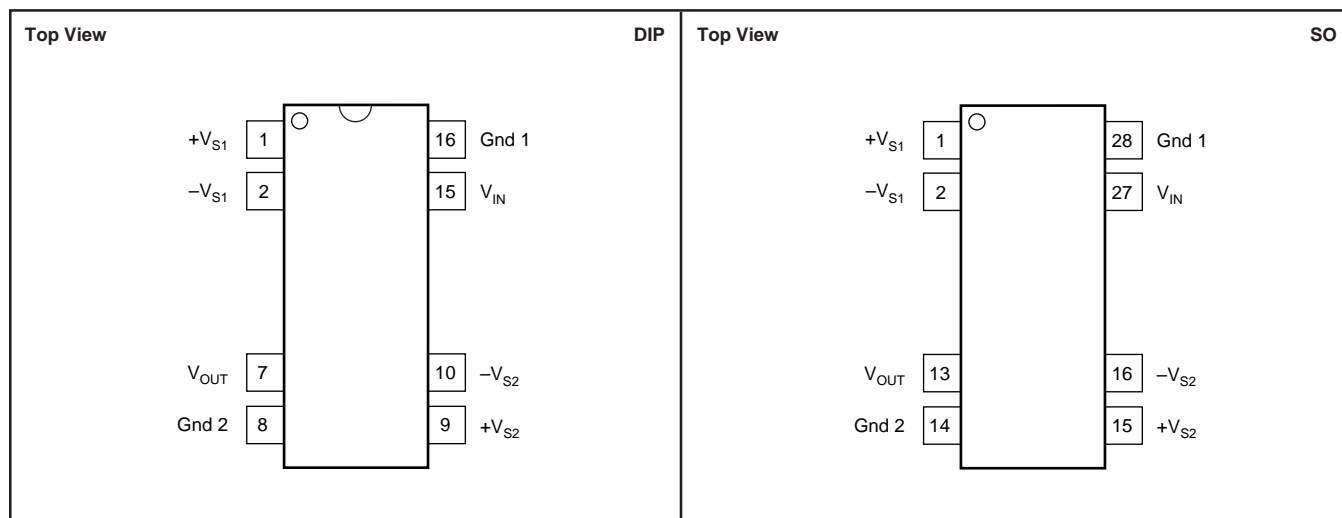 Top View DIP
+VS1 1 16 Gnd 1
–VS1 2 15 VIN
VOUT 7 10 –VS2
Gnd 2 8 9 +VS2
Top View SO
+VS1 1 28 Gnd 1
–VS1 2 27 VIN
VOUT 13 16 –VS2
Gnd 2 14 15 +VS2